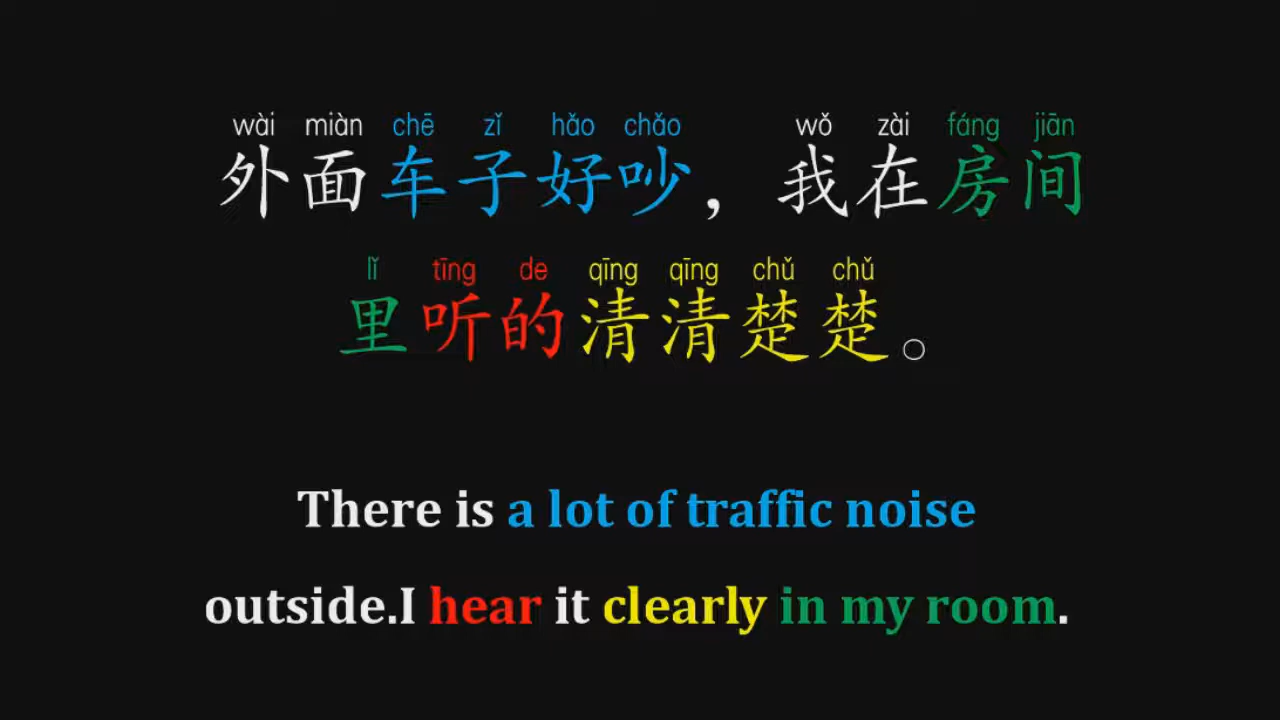 wài miàn chē zǐ hǎo chǎo wǒ zài fáng jiān
外面车子好吵，我在房间
lǐ tīng de qīng qīng chǔ chǔ
里听的清清楚楚。
There is a lot of traffic noise
outside.I hear it clearly in my room.